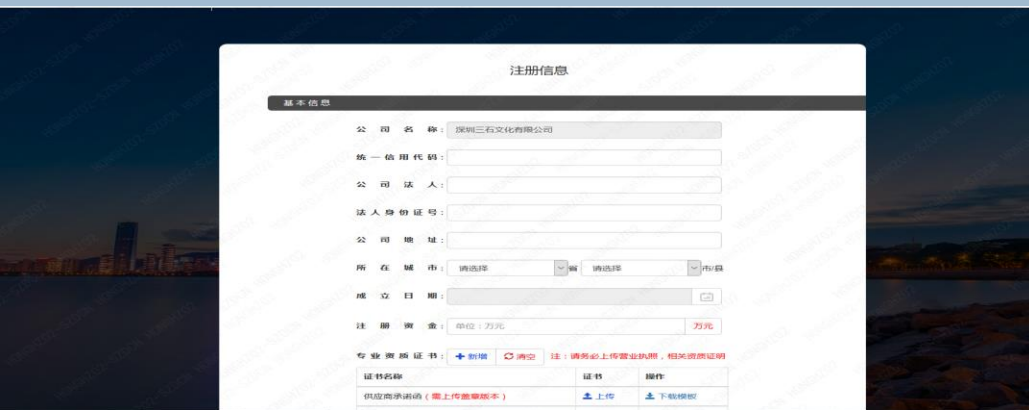 注册信息
基本信息
公司名称: 深圳三石文化有限公司
统一信用代码:
公司法人:
法人身份证号:
公司地址:
所在城市: 请选择 省 请选择 市/县
成立日期:
注册资金: 单位:万元 万元
专业资质证书: 新增 清空 注:请务必上传营业执照,相关资质证明
证书名称 证书 操作
供应商承诺函(需上传盖章版本) 上传 下载模板